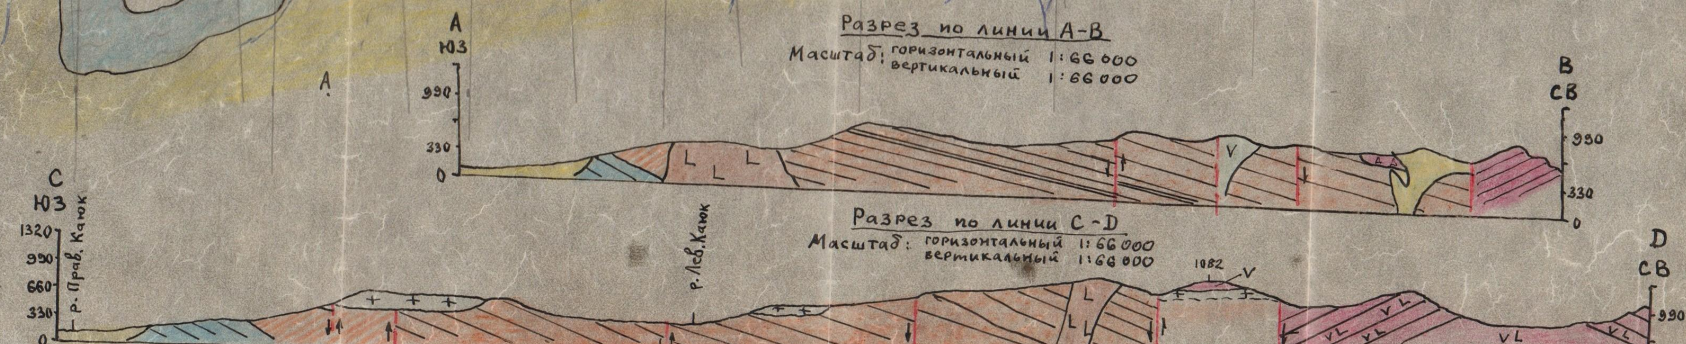 Разрез по линии А-В
Масштаб: горизонтальный 1:66 000
вертикальный 1:66 000
А
ЮЗ
990
330
0
А
В
СВ
990
330
0
V
L L
L
Разрез по линии С-D
Масштаб: горизонтальный 1:66 000
вертикальный 1:66 000
С
ЮЗ
1320
990
660
330
0
р. Прав. Каюк
р. Лев. Каюк
1082
V
D
СВ
990
L
L
L
L
V
V L
V L
V L
V L